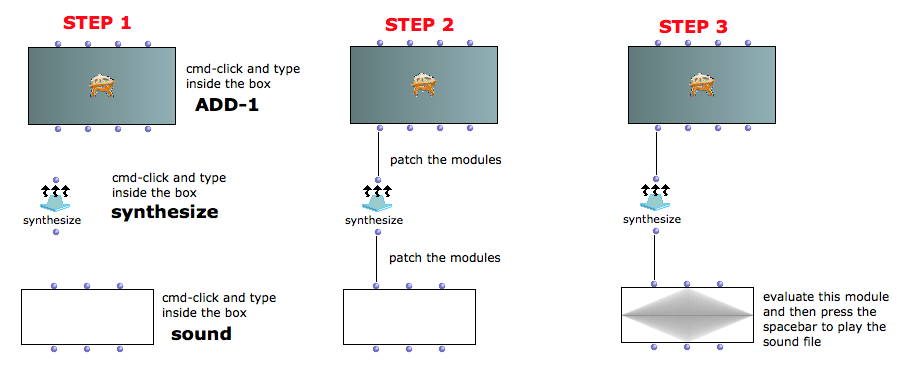 STEP 1
cmd-click and type
inside the box
ADD-1
cmd-click and type
inside the box
synthesize
synthesize
cmd-click and type
inside the box
sound
STEP 2
patch the modules
synthesize
patch the modules
STEP 3
synthesize
evaluate this module
and then press the
spacebar to play the
sound file